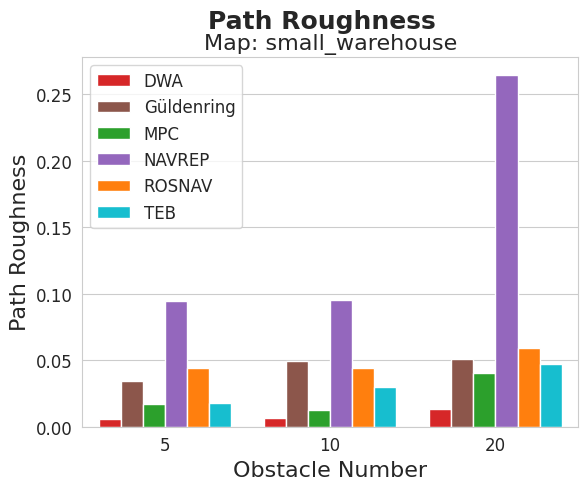 Path Roughness
Map: small_warehouse
DWA
Güldenring
MPC
NAVREP
ROSNAV
TEB
Path Roughness
0.25
0.20
0.15
0.10
0.05
0.00
5 10 20
Obstacle Number